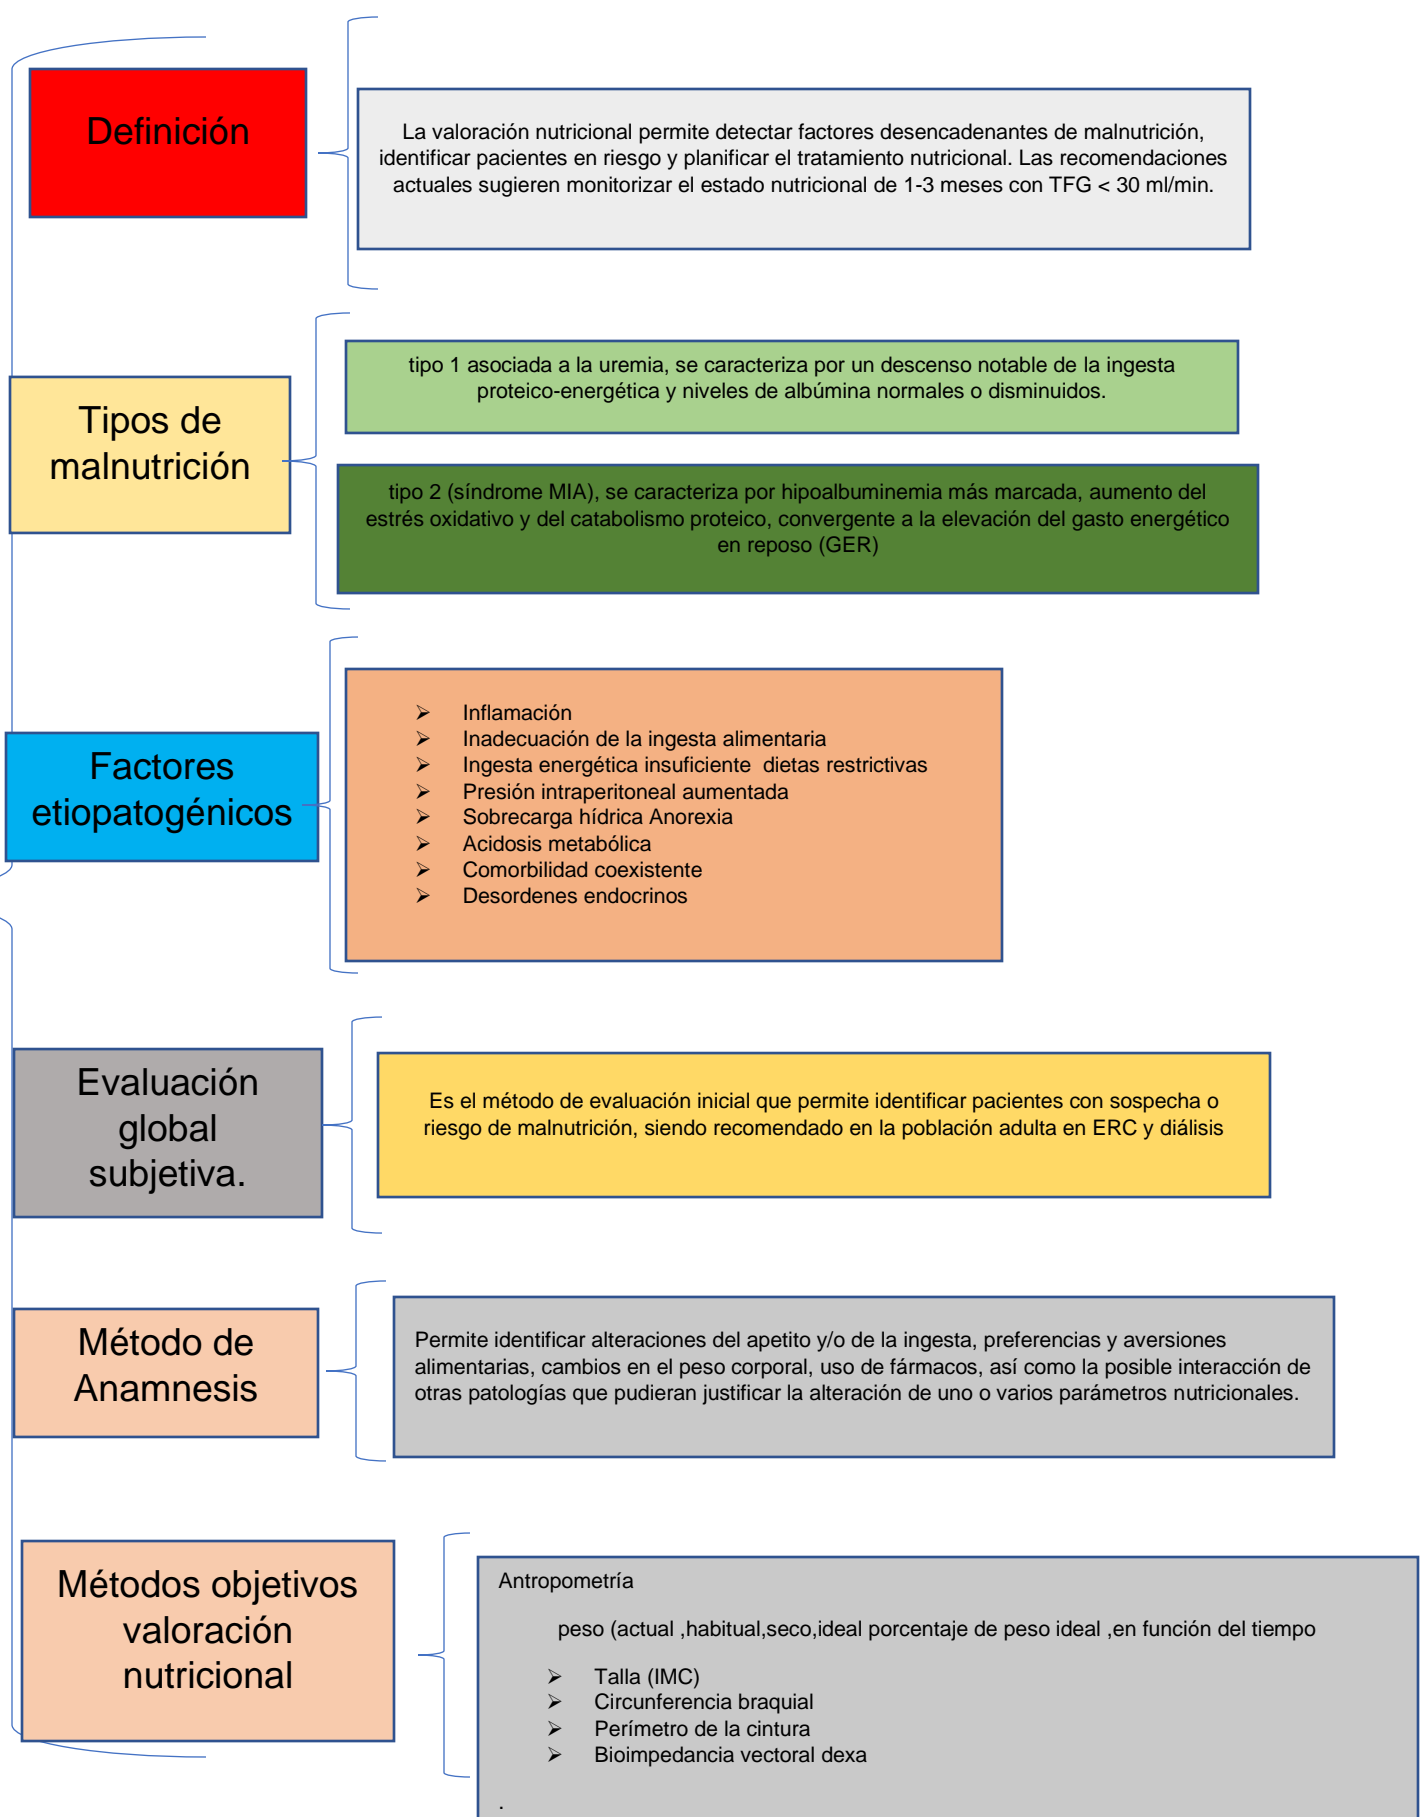 Definición
La valoración nutricional permite detectar factores desencadenantes de malnutrición,
identificar pacientes en riesgo y planificar el tratamiento nutricional. Las recomendaciones
actuales sugieren monitorizar el estado nutricional de 1-3 meses con TFG < 30 ml/min.
Tipos de
malnutrición
tipo 1 asociada a la uremia, se caracteriza por un descenso notable de la ingesta
proteico-energética y niveles de albúmina normales o disminuidos.
tipo 2 (síndrome MIA), se caracteriza por hipoalbuminemia más marcada, aumento del
estrés oxidativo y del catabolismo proteico, convergente a la elevación del gasto energético
en reposo (GER)
Factores
etiopatogénicos
➢ Inflamación
➢ Inadecuación de la ingesta alimentaria
➢ Ingesta energética insuficiente  dietas restrictivas
➢ Presión intraperitoneal aumentada
➢ Sobrecarga hídrica Anorexia
➢ Acidosis metabólica
➢ Comorbilidad coexistente
➢ Desordenes endocrinos
Evaluación
global
subjetiva.
Es el método de evaluación inicial que permite identificar pacientes con sospecha o
riesgo de malnutrición, siendo recomendado en la población adulta en ERC y diálisis
Método de
Anamnesis
Permite identificar alteraciones del apetito y/o de la ingesta, preferencias y aversiones
alimentarias, cambios en el peso corporal, uso de fármacos, así como la posible interacción de
otras patologías que pudieran justificar la alteración de uno o varios parámetros nutricionales.
Métodos objetivos
valoración
nutricional
Antropometría
peso (actual ,habitual,seco,ideal porcentaje de peso ideal ,en función del tiempo
➢ Talla (IMC)
➢ Circunferencia braquial
➢ Perímetro de la cintura
➢ Bioimpedancia vectoral dexa
.